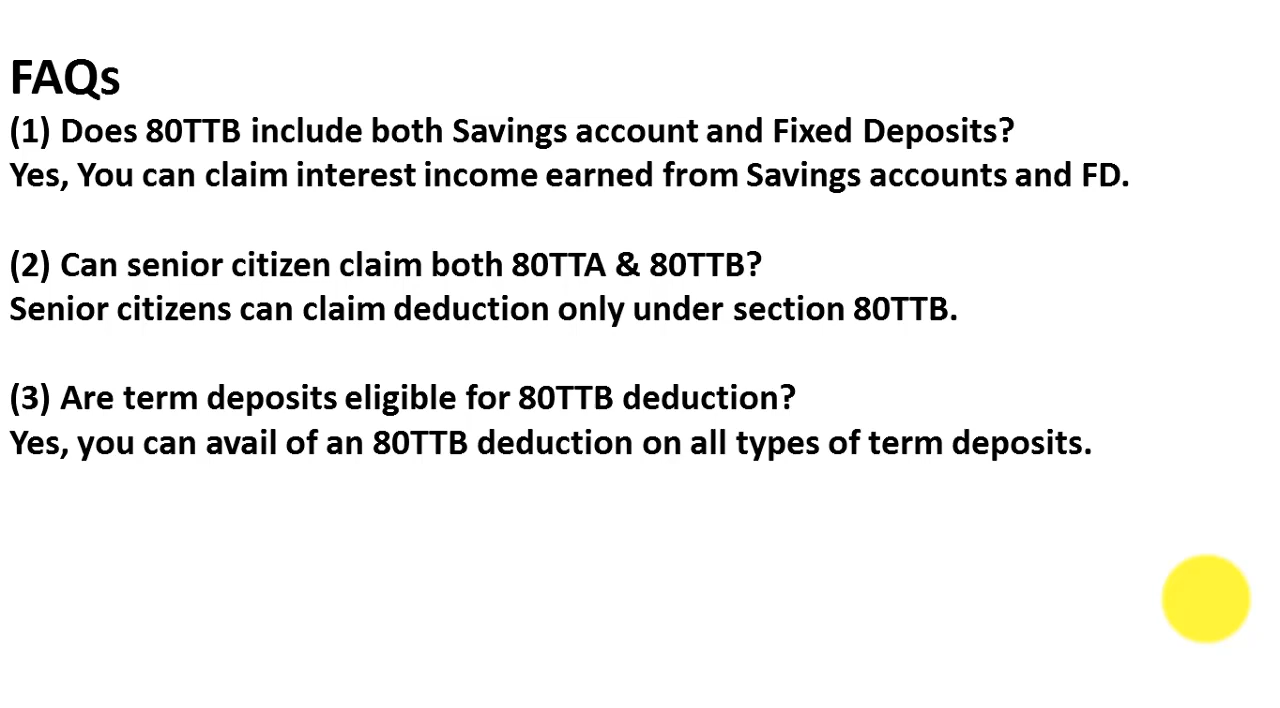 FAQs
(1) Does 80TTB include both Savings account and Fixed Deposits?
Yes, You can claim interest income earned from Savings accounts and FD.
(2) Can senior citizen claim both 80TTA & 80TTB?
Senior citizens can claim deduction only under section 80TTB.
(3) Are term deposits eligible for 80TTB deduction?
Yes, you can avail of an 80TTB deduction on all types of term deposits.